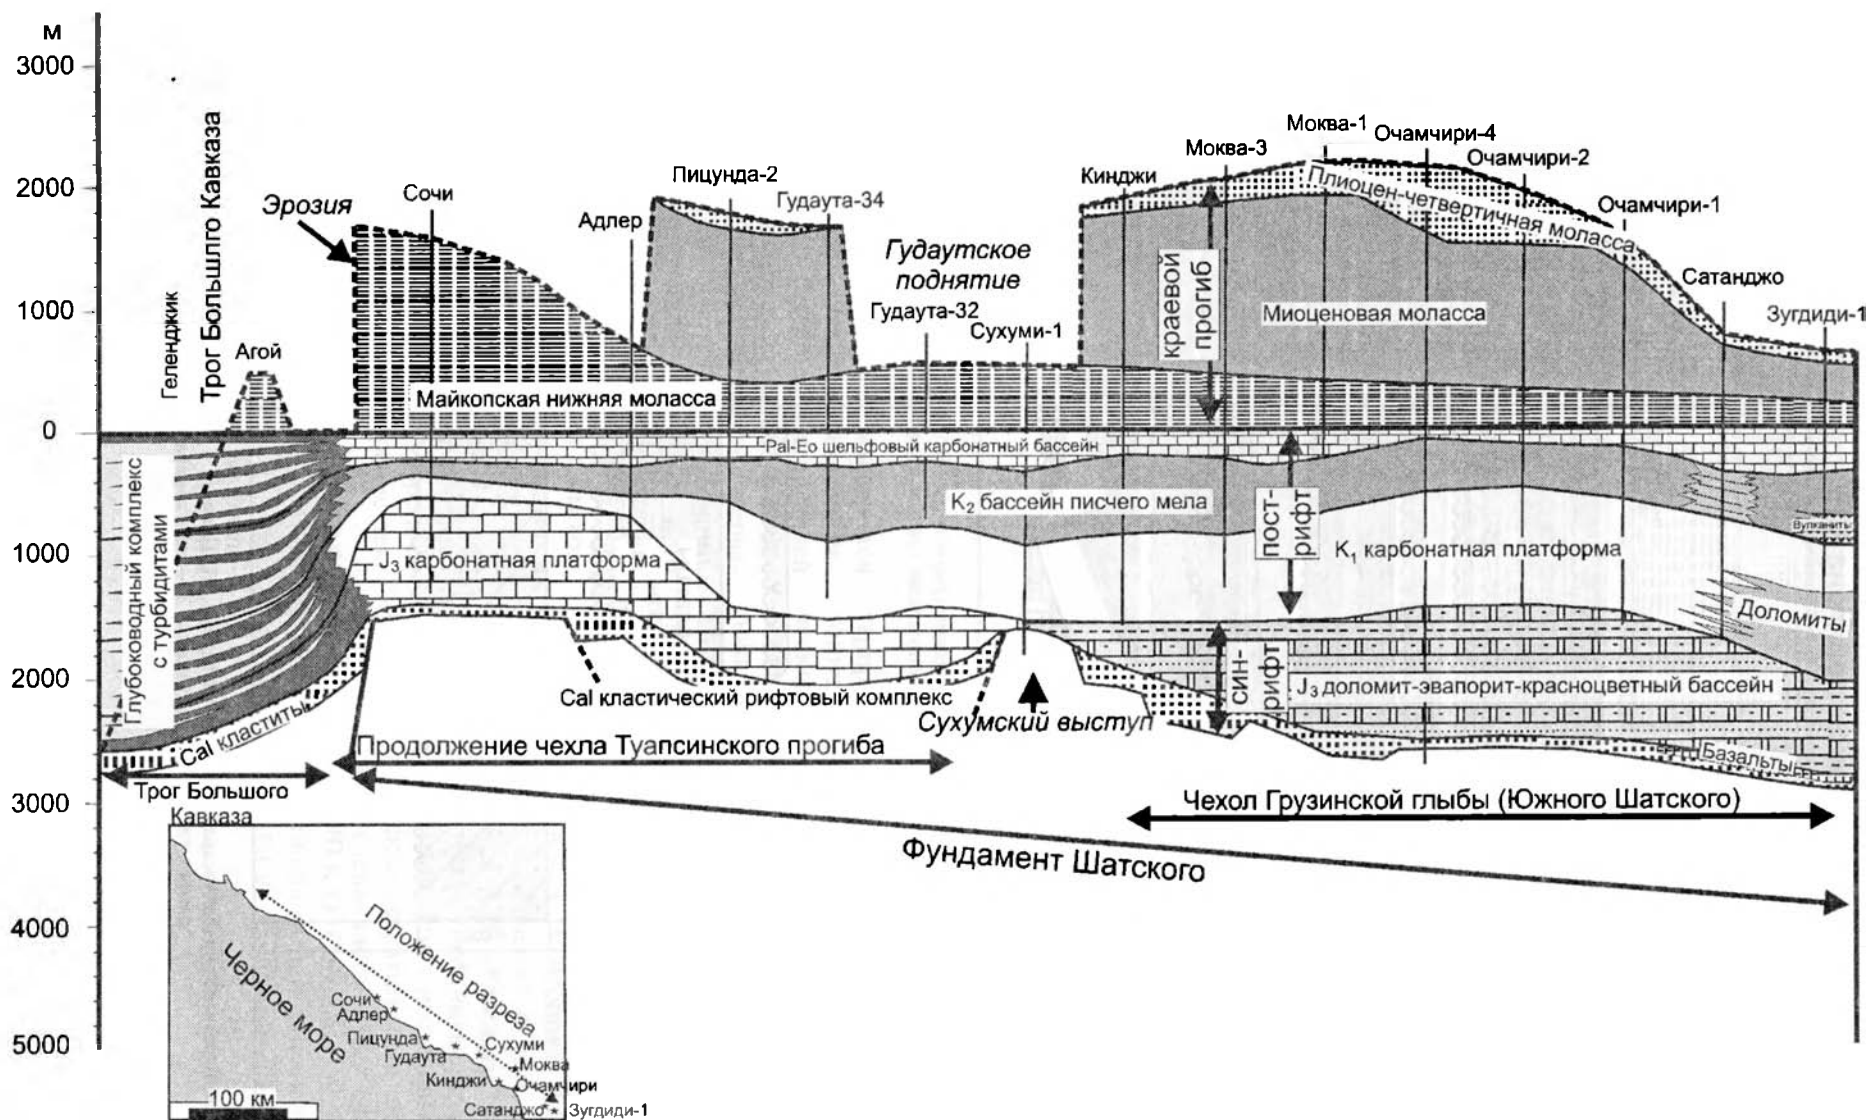 м
3000
2000
1000
0
1000
2000
3000
4000
5000
Геленджик
Трог Большлго Кавказа
Агой
Эрозия
Сочи
Адлер
Пицунда-2
Гудаута-34
Гудаутское
поднятие
Гудаута-32
Сухуми-1
Кинджи
Моква-3
Моква-1
Очамчири-4
Очамчири-2
Очамчири-1
Сатанджо
Зугдиди-1
Плиоцен-четвертичная моласса
краевой
прогиб
Миоценовая моласса
Майкопская нижняя моласса
Pal-Eo шельфовый карбонатный бассейн
K₂ бассейн писчего мела
пост-
рифт
Вулканиты
K₁ карбонатная платформа
J₃ карбонатная платформа
Доломиты
Глубоководный комплекс
с турбидитами
син-
рифт
J₃ доломит-эвапорит-красноцветный бассейн
Cal кластический рифтовый комплекс
Сухумский выступ
Cal кластиты
Базальты
Продолжение чехла Туапсинского прогиба
Трог Большого
Кавказа
Чехол Грузинской глыбы (Южного Шатского)
Фундамент Шатского
Положение разреза
Черное море
Сочи
Адлер
Пицунда
Гудаута
Сухуми
Моква
Кинджи
Очамчири
Сатанджо
Зугдиди-1
100 км